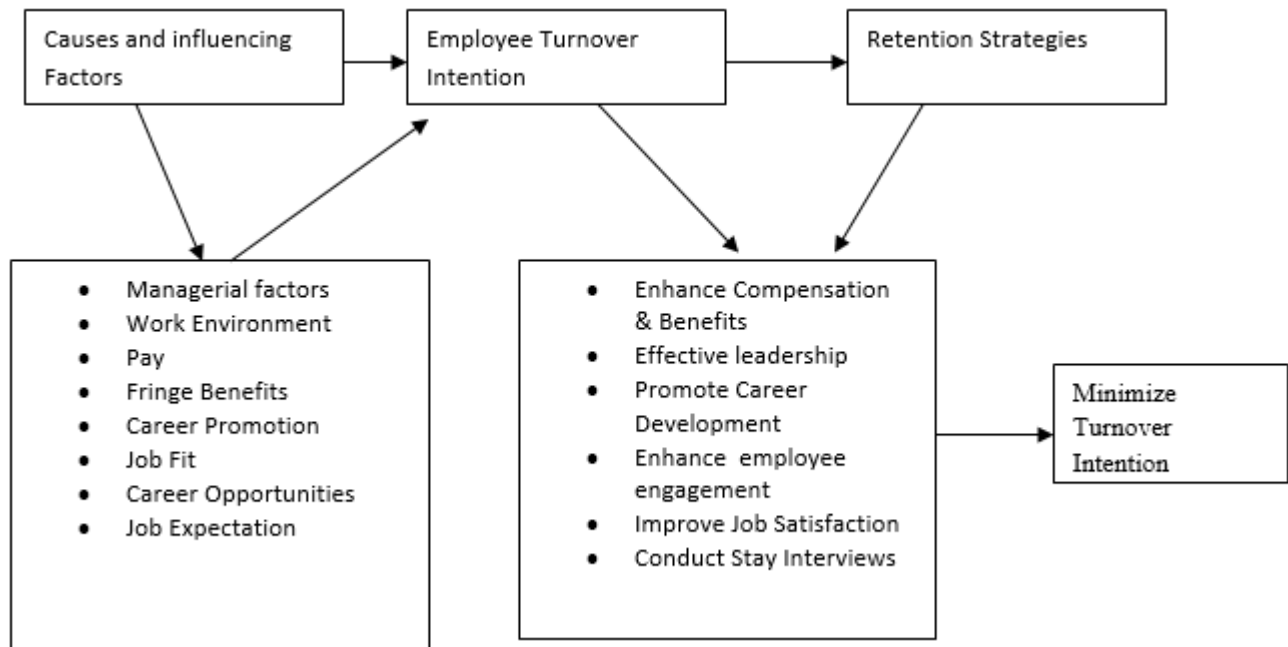 Causes and influencing
Factors
Employee Turnover
Intention
Retention Strategies
• Managerial factors
• Work Environment
• Pay
• Fringe Benefits
• Career Promotion
• Job Fit
• Career Opportunities
• Job Expectation
• Enhance Compensation
& Benefits
• Effective leadership
• Promote Career
Development
• Enhance employee
engagement
• Improve Job Satisfaction
• Conduct Stay Interviews
Minimize
Turnover
Intention